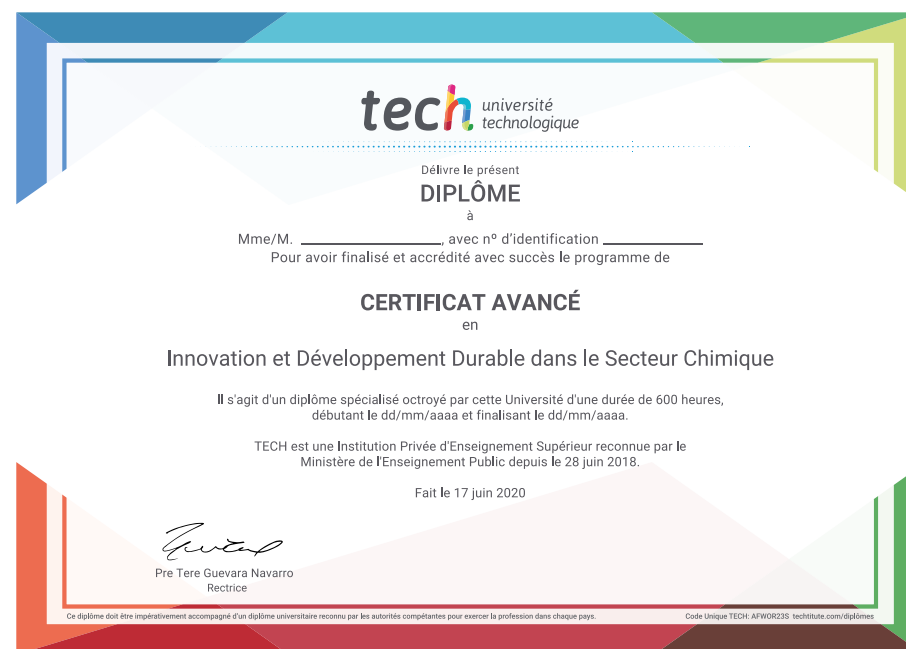 tech université
technologique
Délivre le présent
DIPLÔME
à
Mme/M. ____________________, avec nº d'identification ______________
Pour avoir finalisé et accrédité avec succès le programme de
CERTIFICAT AVANCÉ
en
Innovation et Développement Durable dans le Secteur Chimique
Il s'agit d'un diplôme spécialisé octroyé par cette Université d'une durée de 600 heures,
débutant le dd/mm/aaaa et finalisant le dd/mm/aaaa.
TECH est une Institution Privée d'Enseignement Supérieur reconnue par le
Ministère de l'Enseignement Public depuis le 28 juin 2018.
Fait le 17 juin 2020
Pre Tere Guevara Navarro
Rectrice
Ce diplôme doit être impérativement accompagné d'un diplôme universitaire reconnu par les autorités compétantes pour exercer la profession dans chaque pays.
Code Unique TECH: AFWOR23S techtitute.com/diplômes